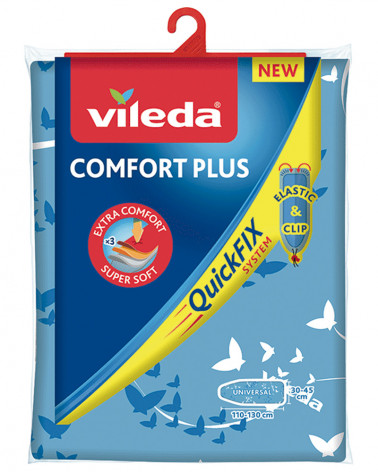 NEW
vileda
COMFORT PLUS
EXTRA COMFORT
x3
SUPER SOFT
QuickFIX
SYSTEM
ELASTIC
&
CLIP
UNIVERSAL
30-45
cm
110-130 cm